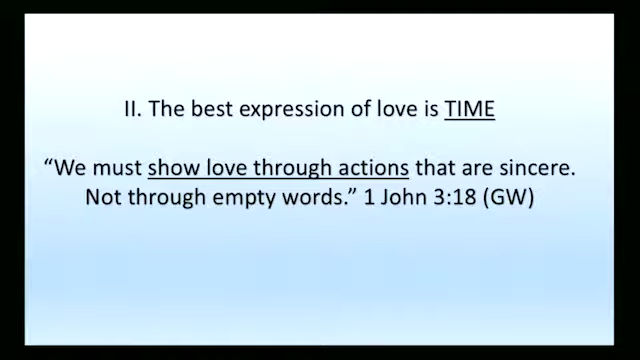 II. The best expression of love is TIME
“We must show love through actions that are sincere.
Not through empty words.” 1 John 3:18 (GW)